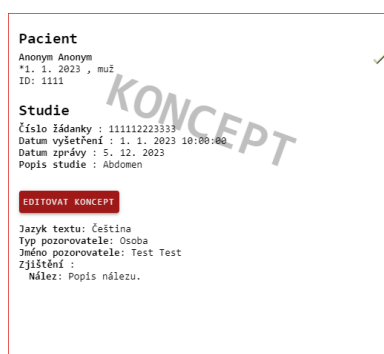 Pacient
Anonym Anonym
*1. 1. 2023 , muž
ID: 1111
KONCEPT
Studie
Číslo žádanky : 111112223333
Datum vyšetření : 1. 1. 2023 10:00:00
Datum zprávy : 5. 12. 2023
Popis studie : Abdomen
EDITOVAT KONCEPT
Jazyk textu: Čeština
Typ pozorovatele: Osoba
Jméno pozorovatele: Test Test
Zjištění :
Nález: Popis nálezu.